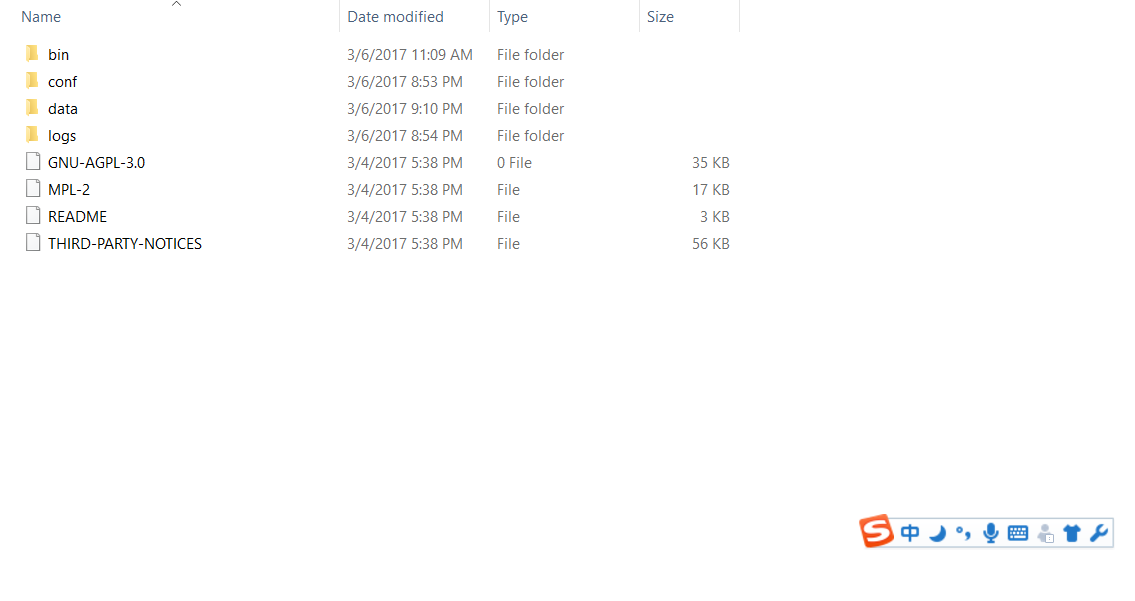 Name Date modified Type Size
bin 3/6/2017 11:09 AM File folder
conf 3/6/2017 8:53 PM File folder
data 3/6/2017 9:10 PM File folder
logs 3/6/2017 8:54 PM File folder
GNU-AGPL-3.0 3/4/2017 5:38 PM 0 File 35 KB
MPL-2 3/4/2017 5:38 PM File 17 KB
README 3/4/2017 5:38 PM File 3 KB
THIRD-PARTY-NOTICES 3/4/2017 5:38 PM File 56 KB
S 中